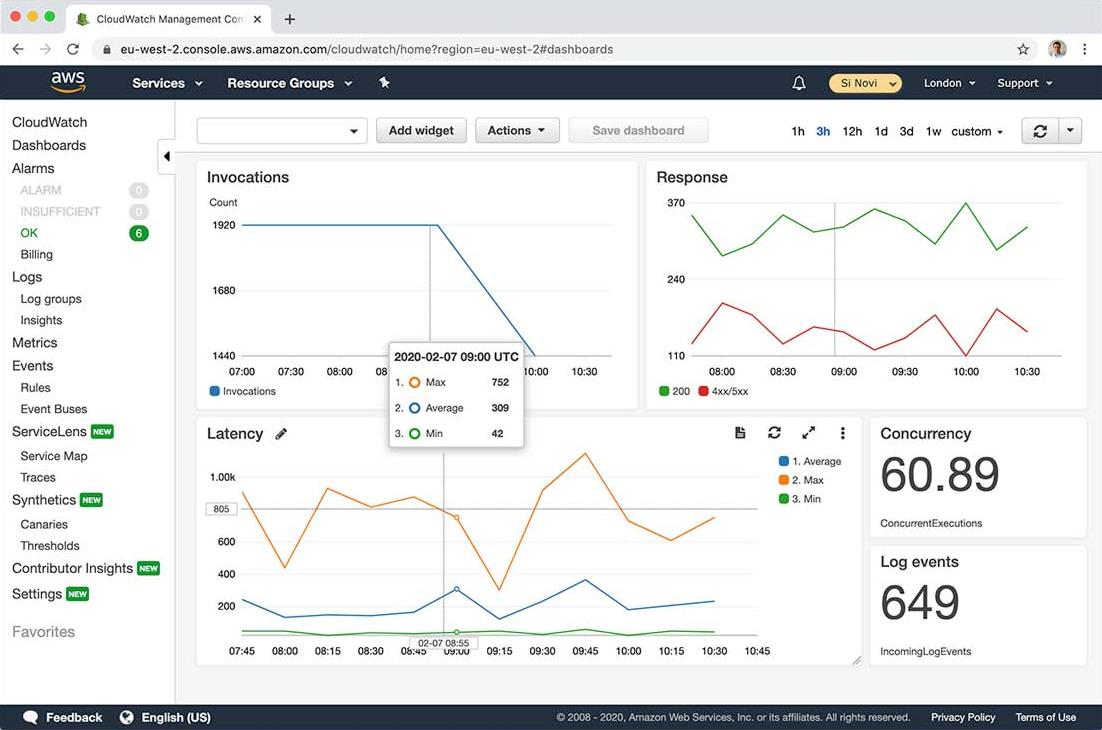 CloudWatch Management Con
eu-west-2.console.aws.amazon.com/cloudwatch/home?region=eu-west-2#dashboards
aws
Services
Resource Groups
Si Novi
London
Support
CloudWatch
Dashboards
Alarms
ALARM 0
INSUFFICIENT 0
OK 6
Billing
Logs
Log groups
Insights
Metrics
Events
Rules
Event Buses
ServiceLens NEW
Service Map
Traces
Synthetics NEW
Canaries
Thresholds
Contributor Insights NEW
Settings NEW
Favorites
Add widget
Actions
Save dashboard
1h 3h 12h 1d 3d 1w custom
Invocations
Count
1920
1680
1440
07:00 07:30 08:00 08 10:00 10:30
Invocations
2020-02-07 09:00 UTC
1. Max 752
2. Average 309
3. Min 42
Response
370
240
110
08:00 08:30 09:00 09:30 10:00 10:30
200 4xx/5xx
Latency
1.00k
805
600
400
200
02-07 08:55
07:45 08:00 08:15 08:30 08:45 09:00 09:15 09:30 09:45 10:00 10:15 10:30 10:45
1. Average
2. Max
3. Min
Concurrency
60.89
ConcurrentExecutions
Log events
649
IncomingLogEvents
Feedback
English (US)
© 2008 - 2020, Amazon Web Services, Inc. or its affiliates. All rights reserved.
Privacy Policy
Terms of Use